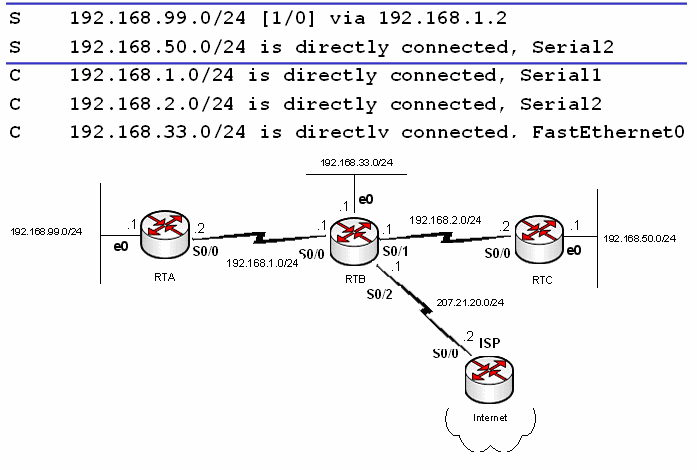 S 192.168.99.0/24 [1/0] via 192.168.1.2
S 192.168.50.0/24 is directly connected, Serial2
C 192.168.1.0/24 is directly connected, Serial1
C 192.168.2.0/24 is directly connected, Serial2
C 192.168.33.0/24 is directly connected, FastEthernet0
192.168.33.0/24
.1
e0
192.168.99.0/24
.1
e0
.2
S0/0
RTA
192.168.1.0/24
.1
S0/0
RTB
.1
S0/1
192.168.2.0/24
.2
S0/0
RTC
.1
e0
192.168.50.0/24
.1
S0/2
207.21.20.0/24
.2
S0/0
ISP
Internet